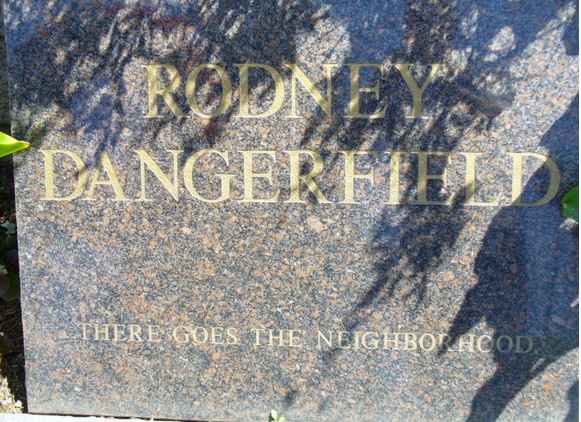 RODNEY
DANGERFIELD
THERE GOES THE NEIGHBORHOOD